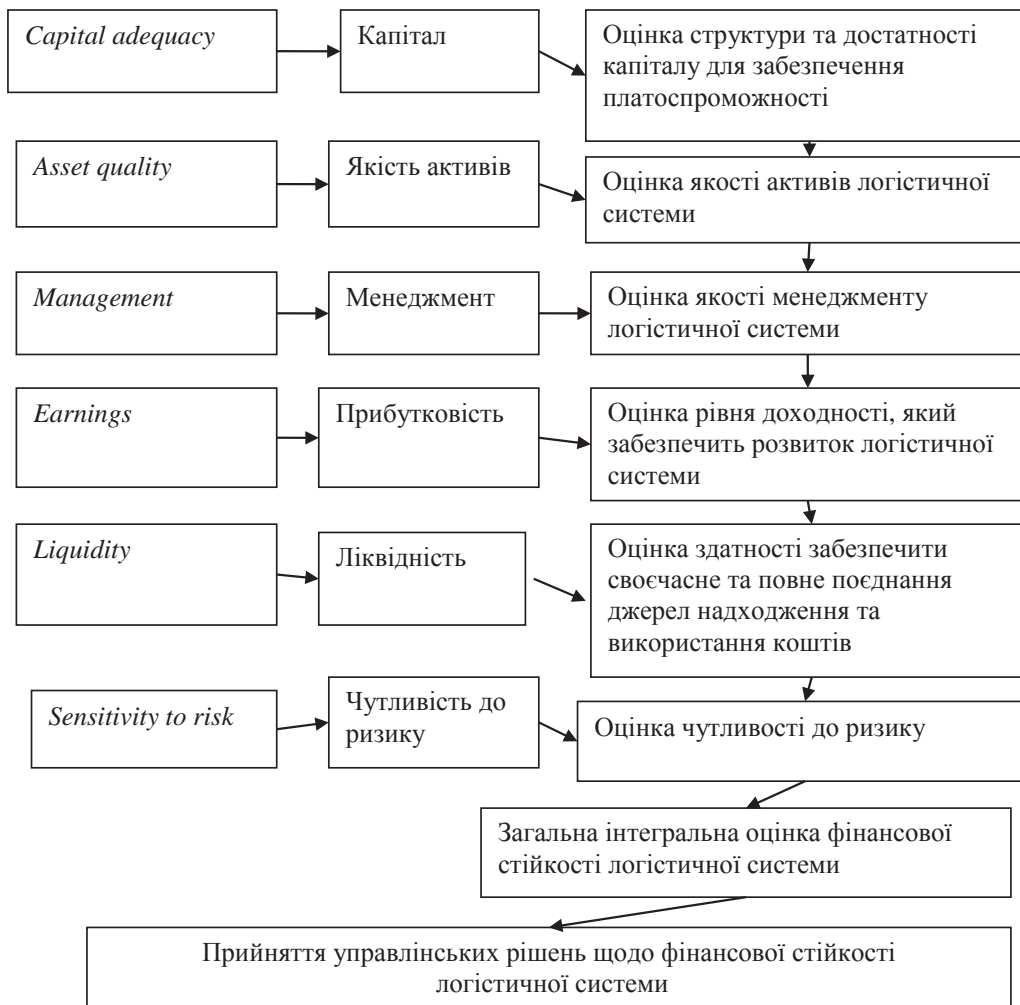 Capital adequacy
Капітал
Оцінка структури та достатності
капіталу для забезпечення
платоспроможності
Asset quality
Якість активів
Оцінка якості активів логістичної
системи
Management
Менеджмент
Оцінка якості менеджменту
логістичної системи
Earnings
Прибутковість
Оцінка рівня доходності, який
забезпечить розвиток логістичної
системи
Liquidity
Ліквідність
Оцінка здатності забезпечити
своєчасне та повне поєднання
джерел надходження та
використання коштів
Sensitivity to risk
Чутливість до
ризику
Оцінка чутливості до ризику
Загальна інтегральна оцінка фінансової
стійкості логістичної системи
Прийняття управлінських рішень щодо фінансової стійкості
логістичної системи